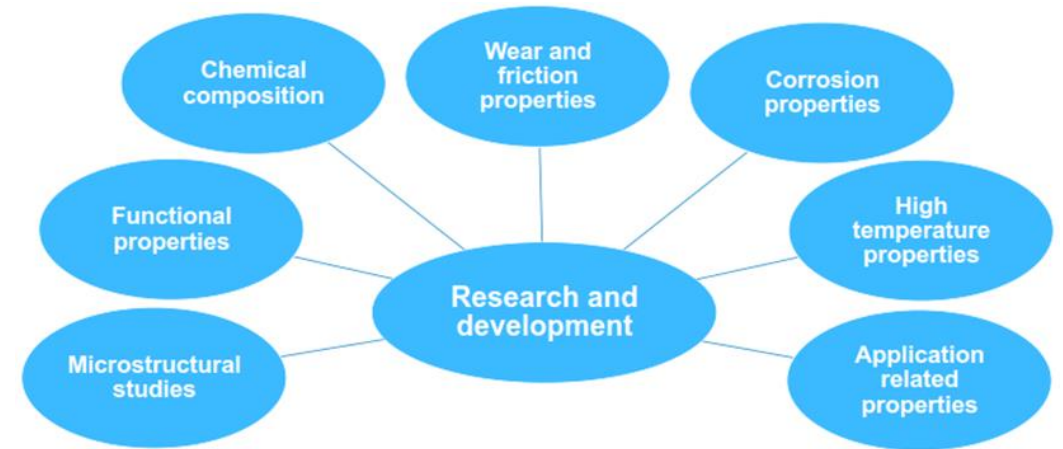 Chemical
composition
Wear and
friction
properties
Corrosion
properties
Functional
properties
High
temperature
properties
Research and
development
Microstructural
studies
Application
related
properties